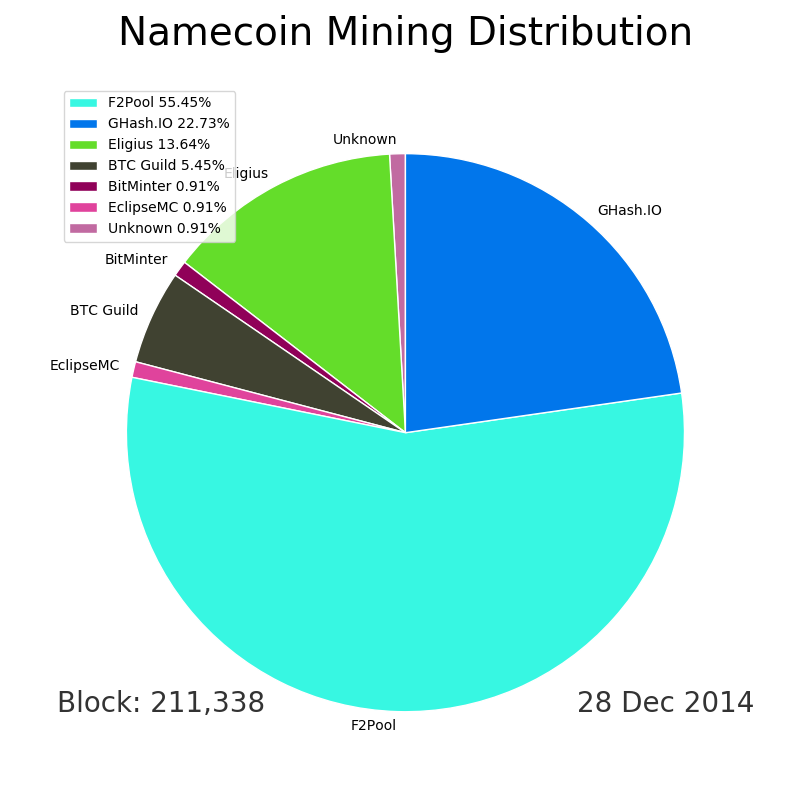 Namecoin Mining Distribution
F2Pool 55.45%
GHash.IO 22.73%
Eligius 13.64%
BTC Guild 5.45%
BitMinter 0.91%
EclipseMC 0.91%
Unknown 0.91%
Unknown
Eligius
GHash.IO
BitMinter
BTC Guild
EclipseMC
Block: 211,338
28 Dec 2014
F2Pool